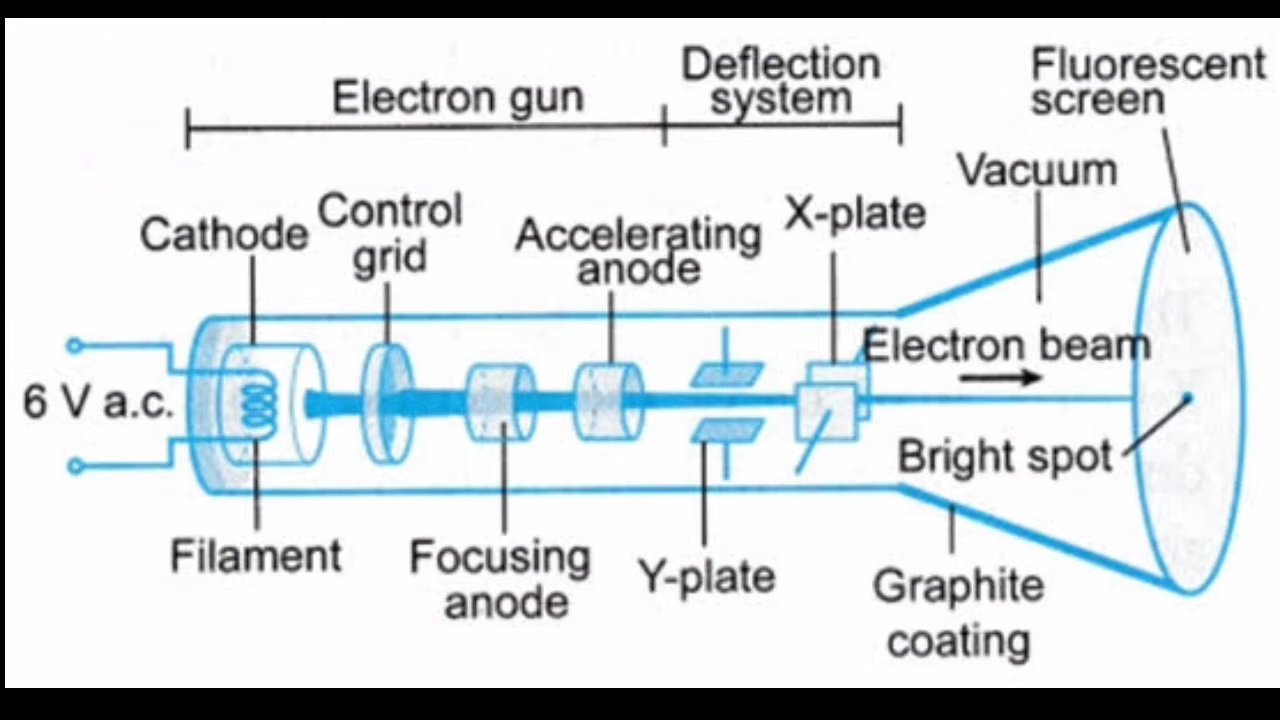 Electron gun
Deflection
system
Fluorescent
screen
Vacuum
Cathode
Control
grid
Accelerating
anode
X-plate
Electron beam
6 V a.c.
Bright spot
Filament
Focusing
anode
Y-plate
Graphite
coating